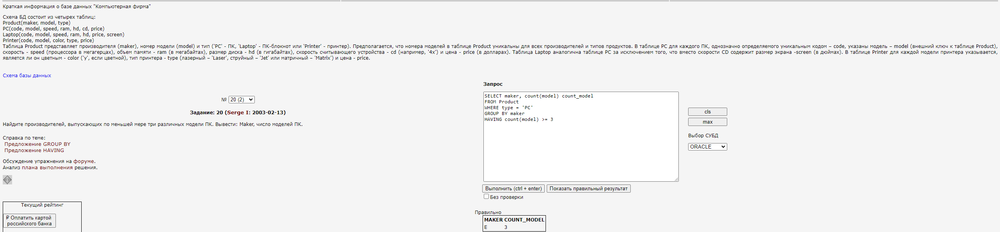 Краткая информация о базе данных "Компьютерная фирма"
Схема БД состоит из четырех таблиц:
Product(maker, model, type)
PC(code, model, speed, ram, hd, cd, price)
Laptop(code, model, speed, ram, hd, price, screen)
Printer(code, model, color, type, price)
Таблица Product представляет производителя (maker), номер модели (model) и тип ('PC' - ПК, 'Laptop' - ПК-блокнот или 'Printer' - принтер). Предполагается, что номера моделей в таблице Product уникальны для всех производителей и типов продуктов. В таблице PC для каждого ПК, однозначно определяемого уникальным кодом – code, указаны модель – model (внешний ключ к таблице Product),
скорость - speed (процессора в мегагерцах), объем памяти - ram (в мегабайтах), размер диска - hd (в гигабайтах), скорость считывающего устройства - cd (например, '4x') и цена - price (в долларах). Таблица Laptop аналогична таблице РС за исключением того, что вместо скорости CD содержит размер экрана -screen (в дюймах). В таблице Printer для каждой модели принтера указывается,
является ли он цветным - color ('y', если цветной), тип принтера - type (лазерный – 'Laser', струйный – 'Jet' или матричный – 'Matrix') и цена - price.
Схема базы данных
Запрос
№ 20 (2)
Задание: 20 (Serge I: 2003-02-13)
Найдите производителей, выпускающих по меньшей мере три различных модели ПК. Вывести: Maker, число моделей ПК.
Справка по теме:
Предложение GROUP BY
Предложение HAVING
Обсуждение упражнения на форуме.
Анализ плана выполнения решения.
SELECT maker, count(model) count_model
FROM Product
WHERE type = 'PC'
GROUP BY maker
HAVING count(model) >= 3
cls
max
Выбор СУБД
ORACLE
Выполнить (ctrl + enter) Показать правильный результат
Без проверки
Текущий рейтинг
₽ Оплатить картой
российского банка
Правильно
MAKER COUNT_MODEL
E 3